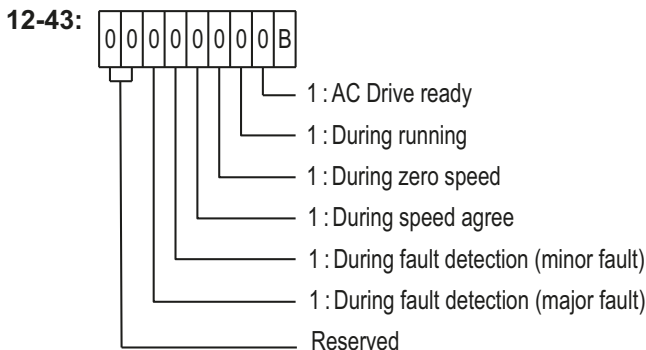 12-43:
0 0 0 0 0 0 0 0 B
1 : AC Drive ready
1 : During running
1 : During zero speed
1 : During speed agree
1 : During fault detection (minor fault)
1 : During fault detection (major fault)
Reserved